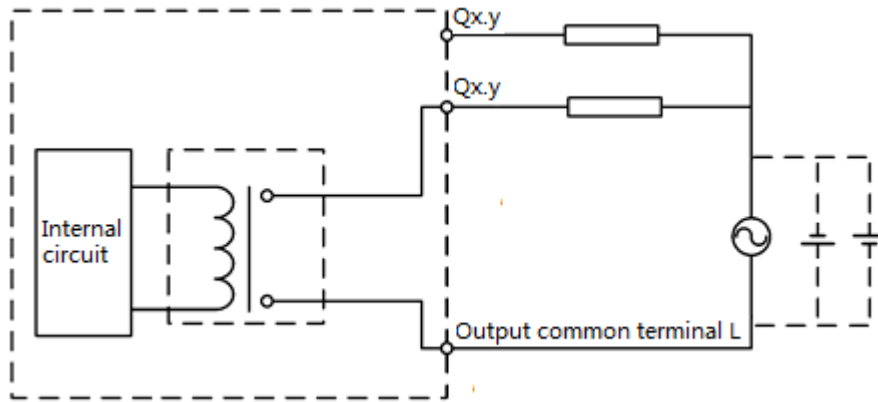 Qx.y
Qx.y
Internal
circuit
Output common terminal L